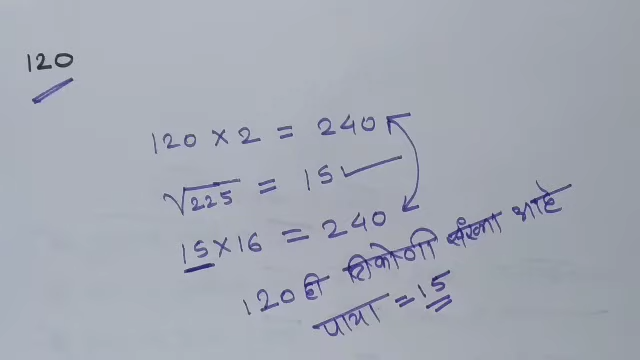 120
120 × 2 = 240
√225 = 15
15 × 16 = 240
120 ही त्रिकोणी संख्या आहे
पाया = 15